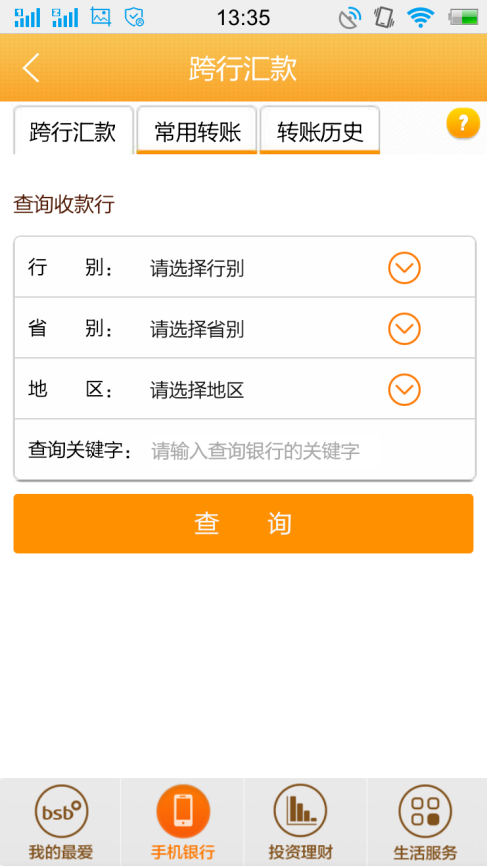 13:35
跨行汇款
跨行汇款 常用转账 转账历史 ?
查询收款行
行 别： 请选择行别
省 别： 请选择省别
地 区： 请选择地区
查询关键字： 请输入查询银行的关键字
查 询
bsb
我的最爱 手机银行 投资理财 生活服务